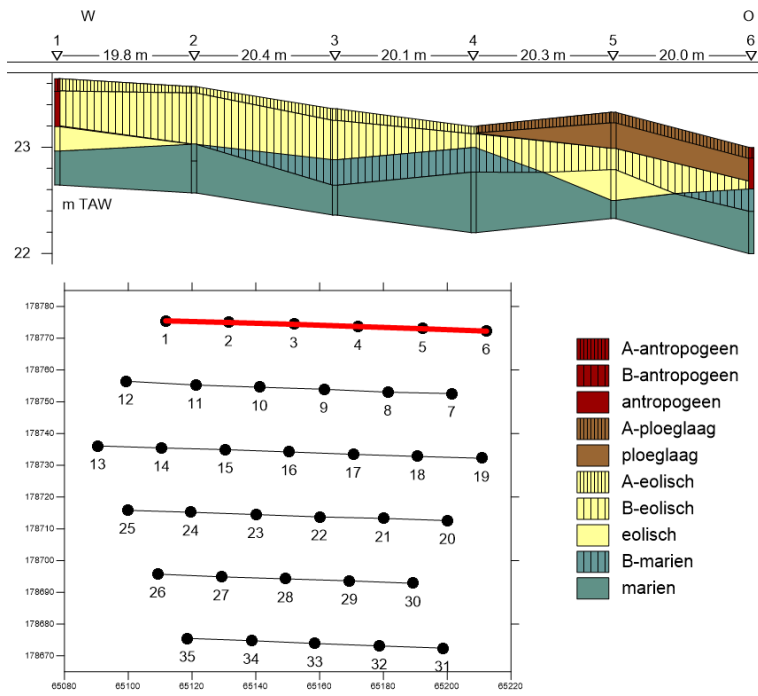 W O
1 2 3 4 5 6
19.8 m 20.4 m 20.1 m 20.3 m 20.0 m
23
m TAW
22
178780
1 2 3 4 5 6
178770
178760
12 11 10 9 8 7
178750
178740
13 14 15 16 17 18 19
178730
178720
25 24 23 22 21 20
178710
178700
26 27 28 29 30
178690
178680
35 34 33 32 31
178670
65080 65100 65120 65140 65160 65180 65200 65220
A-antropogeen
B-antropogeen
antropogeen
A-ploeglaag
ploeglaag
A-eolisch
B-eolisch
eolisch
B-marien
marien